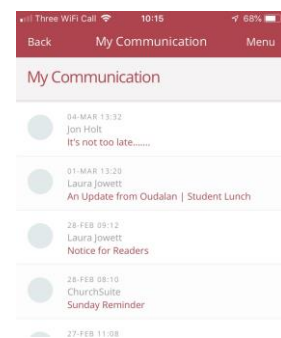 Three WiFi Call 10:15 68%
Back My Communication Menu
My Communication
04-MAR 13:32
Jon Holt
It's not too late.......
01-MAR 13:20
Laura Jowett
An Update from Oudalan | Student Lunch
28-FEB 09:12
Laura Jowett
Notice for Readers
28-FEB 08:10
ChurchSuite
Sunday Reminder
27-FEB 11:08